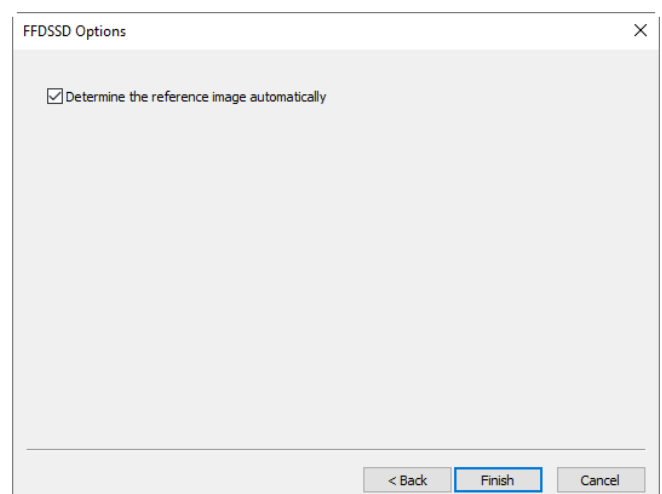 FFDSSD Options
Determine the reference image automatically
< Back Finish Cancel